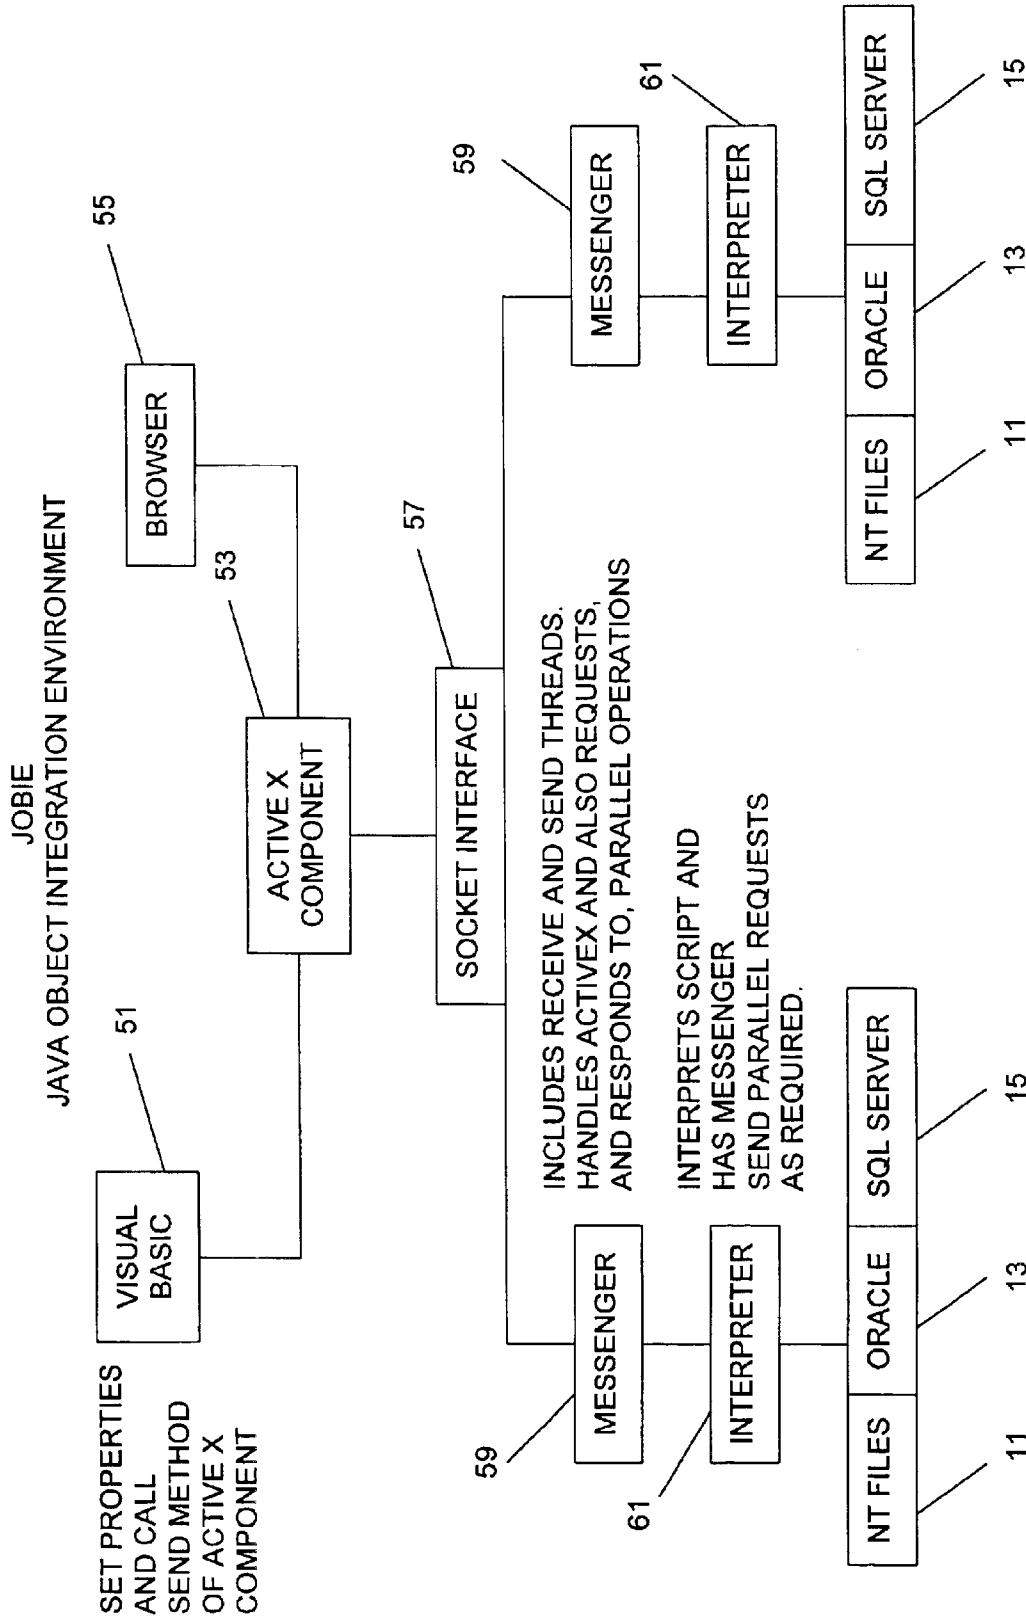 JOBIE
JAVA OBJECT INTEGRATION ENVIRONMENT
SET PROPERTIES
AND CALL
SEND METHOD
OF ACTIVE X
COMPONENT
VISUAL
BASIC
51
BROWSER
55
ACTIVE X
COMPONENT
53
SOCKET INTERFACE
57
INCLUDES RECEIVE AND SEND THREADS.
HANDLES ACTIVEX AND ALSO REQUESTS,
AND RESPONDS TO, PARALLEL OPERATIONS
MESSENGER
59
MESSENGER
59
INTERPRETS SCRIPT AND
HAS MESSENGER
SEND PARALLEL REQUESTS
AS REQUIRED.
INTERPRETER
61
INTERPRETER
61
NT FILES
ORACLE
SQL SERVER
11
13
15
NT FILES
ORACLE
SQL SERVER
11
13
15